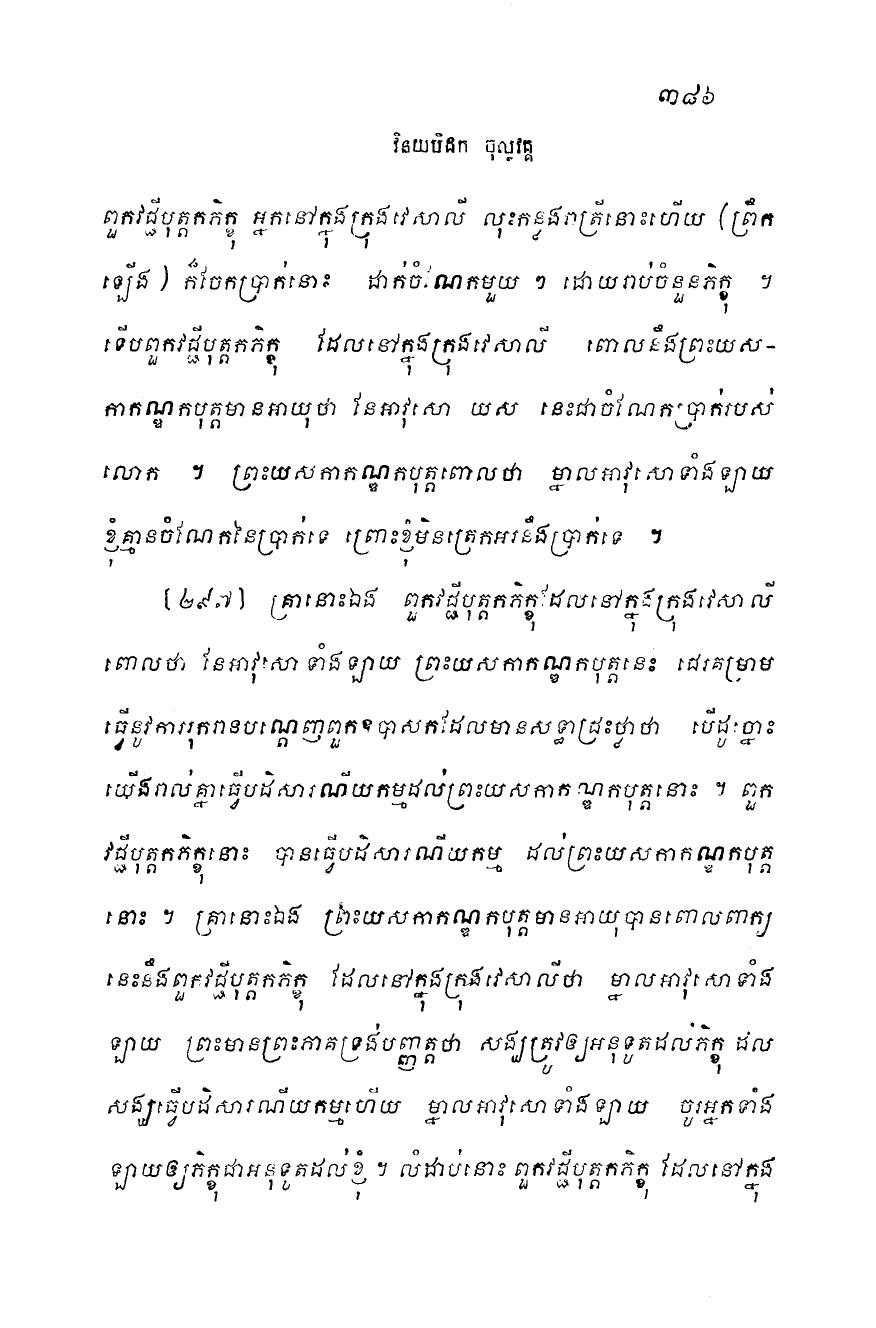 ៣៨៦
វិនយបិដក ចុល្លវគ្គ
ពួកវជ្ជីបុត្តកភិក្ខុ អ្នកនៅក្នុងក្រុងវេសាលី លុះកន្លងរាត្រីនោះហើយ (ព្រឹក
ឡើង) ក៏ចែកប្រាក់នោះ ដាក់ចំណែកមួយ ៗ ដោយរាប់ចំនួនភិក្ខុ ។
ទើបពួកវជ្ជីបុត្តកភិក្ខុ ដែលនៅក្នុងក្រុងវេសាលី ពោលនឹងព្រះយស-
កាកណ្ឌកបុត្តមានអាយុថា នែអាវុសោ យស នេះជាចំណែកប្រាក់របស់
លោក ។ ព្រះយសកាកណ្ឌកបុត្តពោលថា ម្នាលអាវុសោទាំងឡាយ
ខ្ញុំគ្មានចំណែកនៃប្រាក់ទេ ព្រោះខ្ញុំមិនត្រេកអរនឹងប្រាក់ទេ ។
[២៩៧] គ្រានោះឯង ពួកវជ្ជីបុត្តកភិក្ខុដែលនៅក្នុងក្រុងវេសាលី
ពោលថា នែអាវុសោទាំងឡាយ ព្រះយសកាកណ្ឌកបុត្តនេះ ជេរគម្រាម
ធ្វើនូវការរុករានបណ្តេញពួកឧបាសកដែលមានសទ្ធាជ្រះថ្លាថា បើដូច្នោះ
យើងរាល់គ្នាធ្វើបដិសារណីយកម្មដល់ព្រះយសកាកណ្ឌកបុត្តនោះ ។ ពួក
វជ្ជីបុត្តកភិក្ខុនោះ បានធ្វើបដិសារណីយកម្ម ដល់ព្រះយសកាកណ្ឌកបុត្ត
នោះ ។ គ្រានោះឯង ព្រះយសកាកណ្ឌកបុត្តមានអាយុបានពោលពាក្យ
នេះនឹងពួកវជ្ជីបុត្តកភិក្ខុ ដែលនៅក្នុងក្រុងវេសាលីថា ម្នាលអាវុសោទាំង
ឡាយ ព្រះមានព្រះភាគទ្រង់បញ្ញត្តថា សង្ឃត្រូវឲ្យអនុទូតដល់ភិក្ខុ ដល
សង្ឃធ្វើបដិសារណីយកម្មហើយ ម្នាលអាវុសោទាំងឡាយ ចូរអ្នកទាំង
ឡាយឲ្យភិក្ខុជាអនុទូតដល់ខ្ញុំ ។ លំដាប់នោះ ពួកវជ្ជីបុត្តកភិក្ខុ ដែលនៅក្នុង